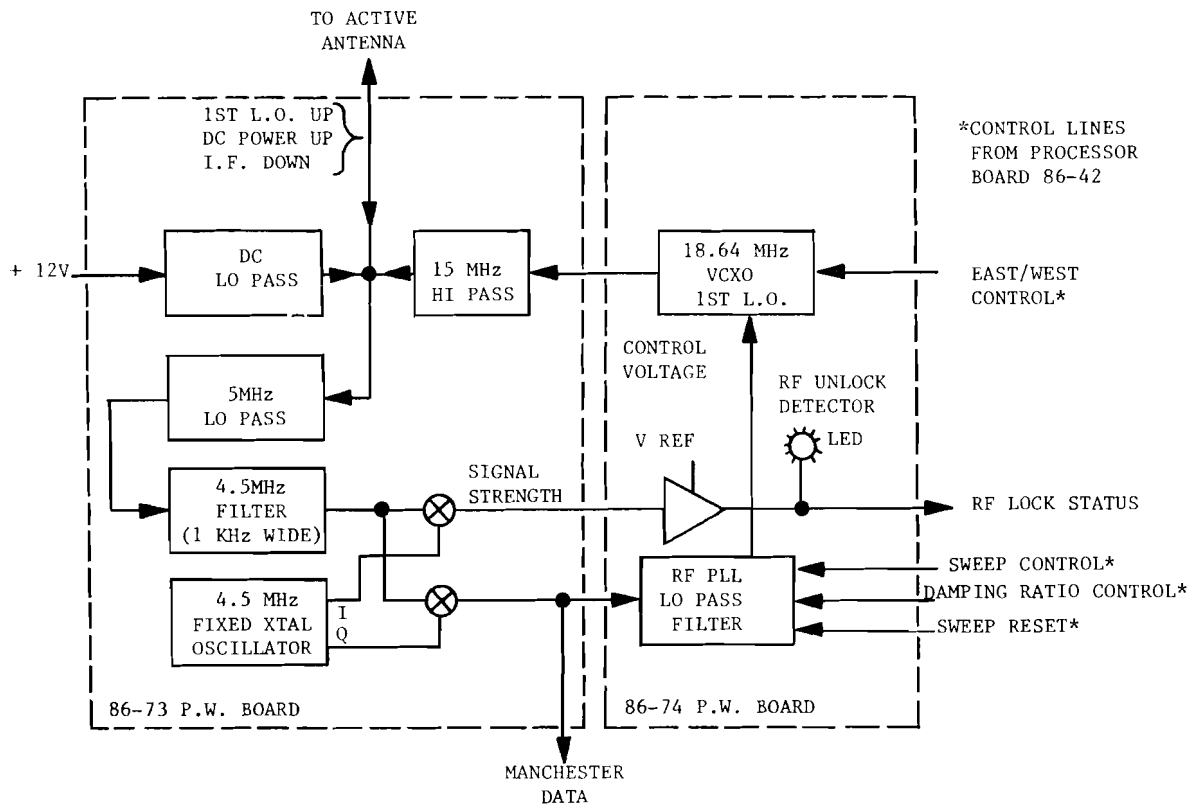 TO ACTIVE
ANTENNA
1ST L.O. UP
DC POWER UP
I.F. DOWN
*CONTROL LINES
FROM PROCESSOR
BOARD 86-42
+ 12V
DC
LO PASS
15 MHz
HI PASS
18.64 MHz
VCXO
1ST L.O.
EAST/WEST
CONTROL*
CONTROL
VOLTAGE
RF UNLOCK
DETECTOR
LED
5MHz
LO PASS
V REF
4.5MHz
FILTER
(1 KHz WIDE)
SIGNAL
STRENGTH
RF LOCK STATUS
4.5 MHz
FIXED XTAL
OSCILLATOR
I
Q
RF PLL
LO PASS
FILTER
SWEEP CONTROL*
DAMPING RATIO CONTROL*
SWEEP RESET*
86-73 P.W. BOARD
86-74 P.W. BOARD
MANCHESTER
DATA